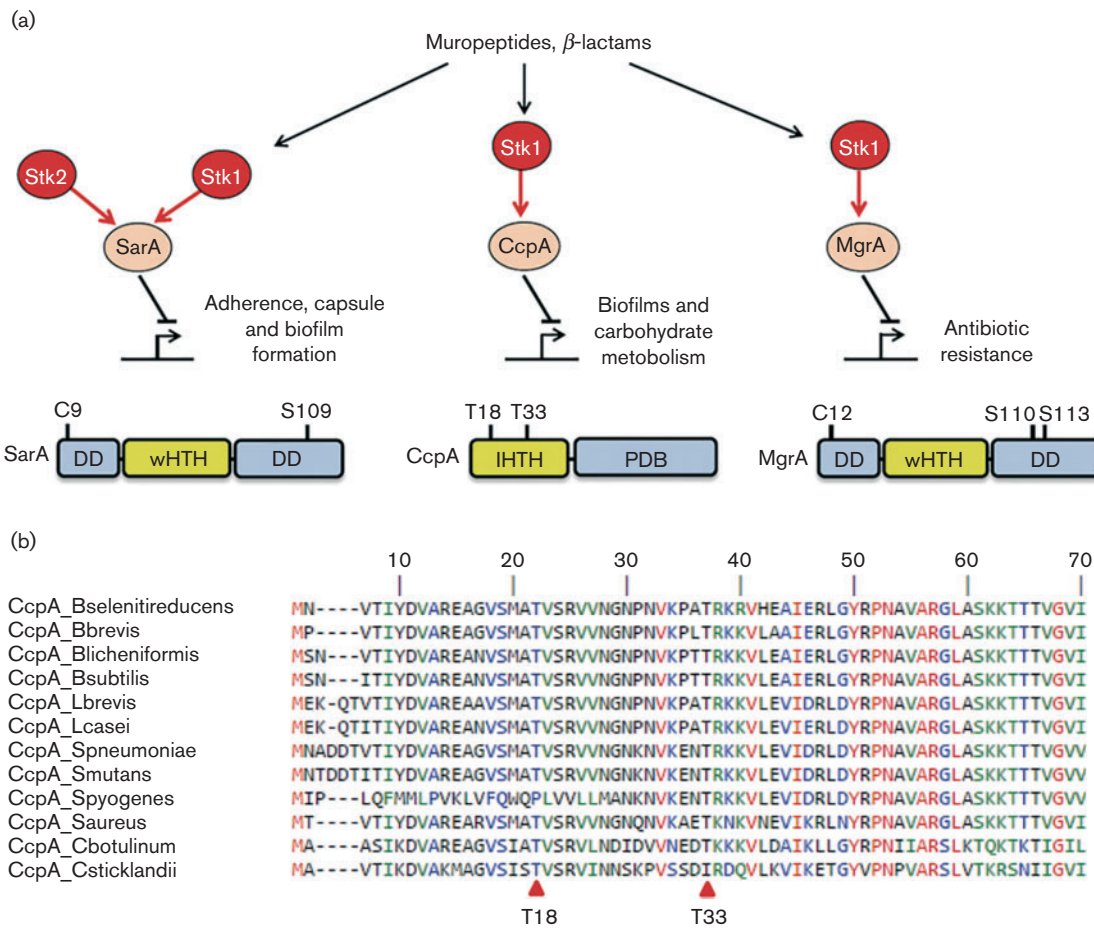 (a)
Muropeptides, β-lactams
Stk2
Stk1
Stk1
Stk1
SarA
CcpA
MgrA
Adherence, capsule
and biofilm
formation
Biofilms and
carbohydrate
metobolism
Antibiotic
resistance
C9 S109
SarA DD wHTH DD
T18 T33
CcpA lHTH PDB
C12 S110 S113
MgrA DD wHTH DD
(b)
10 20 30 40 50 60 70
CcpA_Bselenitireducens MN----VTIYDVAREAGVSMATVSRVVNGNPNVKPATRKRVHEAIERLGYRPNAVARGLASKKTTTVGVI
CcpA_Bbrevis MP----VTIYDVAREAGVSMATVSRVVNGNPNVKPLTRKKVLAAIERLGYRPNAVARGLASKKTTTVGVI
CcpA_Blicheniformis MSN---VTIYDVAREANVSMATVSRVVNGNPNVKPTTRKKVLEAIERLGYRPNAVARGLASKKTTTVGVI
CcpA_Bsubtilis MSN---ITIYDVAREANVSMATVSRVVNGNPNVKPTTRKKVLEAIERLGYRPNAVARGLASKKTTTVGVI
CcpA_Lbrevis MEK-QTVTIYDVAREAAVSMATVSRVVNGNPNVKPATRKKVLEAIERLDYRPNAVARGLASKKTTTVGVI
CcpA_Lcasei MEK-QTITIYDVAREANVSMATVSRVVNGNPNVKPATRKKVLEVIERLDYRPNAVARGLASKKTTTVGVI
CcpA_Spneumoniae MNADDTVTIYDVAREAGVSMATVSRVVNGNKNVKENTRKKVLEVIDRLDYRPNAVARGLASKKTTTVGVV
CcpA_Smutans MNTDDTITIYDVAREAGVSMATVSRVVNGNKNVKENTRKKVLEVIDRLDYRPNAVARGLASKKTTTVGVV
CcpA_Spyogenes MIP---LQFMMLPVKLVFQWQPLVVLLMANKNVKENTRKKVLEVIDRLDYRPNAVARGLASKKTTTVGVV
CcpA_Saureus MT----VTIYDVAREARVSMATVSRVVNGNQNVKAETKNKVNEVIKRLNYRPNAVARGLASKKTTTVGVI
CcpA_Cbotulinum MA----ASIKDVAREAGVSIATVSRVLNDIDVVNEDTKKKVLDAIKLLGYRPNIIARSLKTQKTKTIGIL
CcpA_Csticklandii MA----VTIKDVAKMAGVSISTVSRVINNSKPVSSDIRDQVLKVIKETGYVPNPVARSLVTKRSNIIGVI
T18 T33